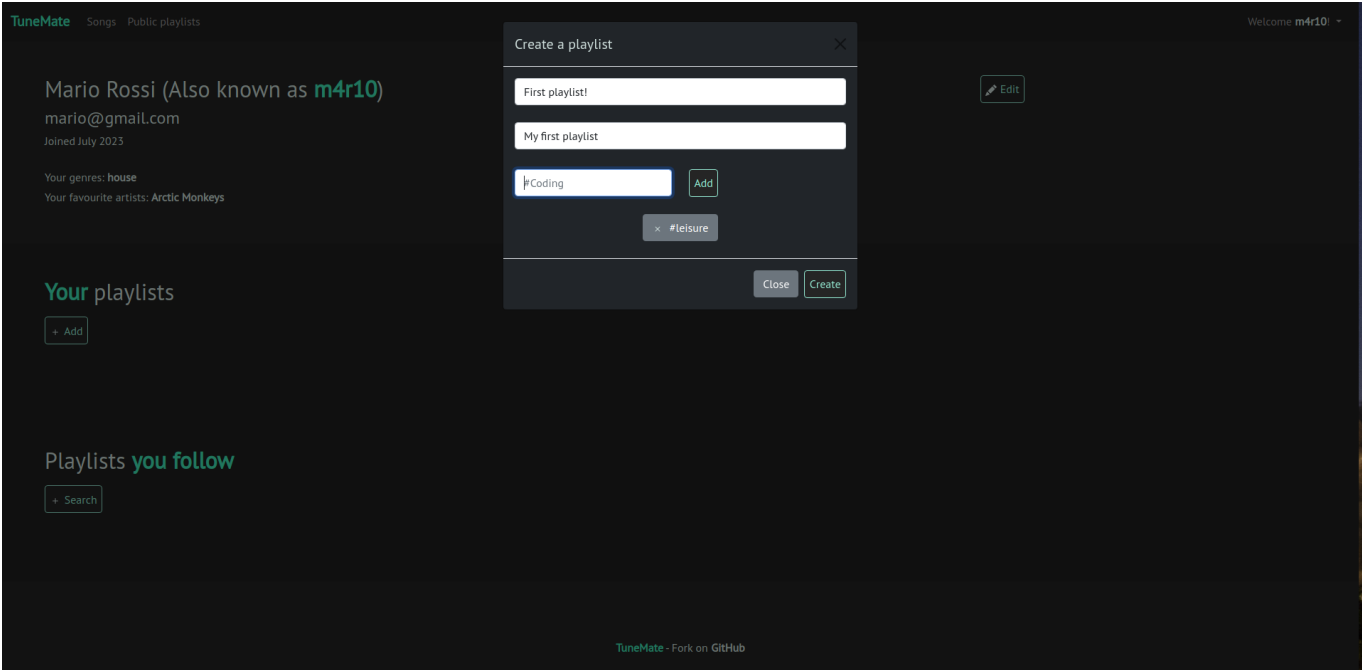 TuneMate Songs Public playlists Welcome m4r10!
Create a playlist
First playlist!
My first playlist
#Coding Add
× #leisure
Close Create
Mario Rossi (Also known as m4r10)
Edit
mario@gmail.com
Joined July 2023
Your genres: house
Your favourite artists: Arctic Monkeys
Your playlists
+ Add
Playlists you follow
+ Search
TuneMate - Fork on GitHub